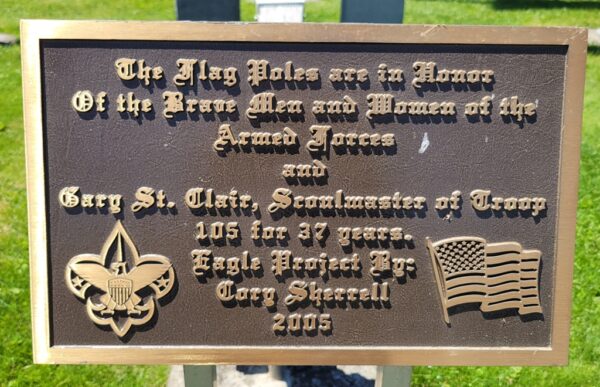 The Flag Poles are in Honor
Of the Brave Men and Women of the
Armed Forces
and
Gary St. Clair, Scoutmaster of Troop
105 for 37 years.
Eagle Project By:
Cory Sherrell
2005